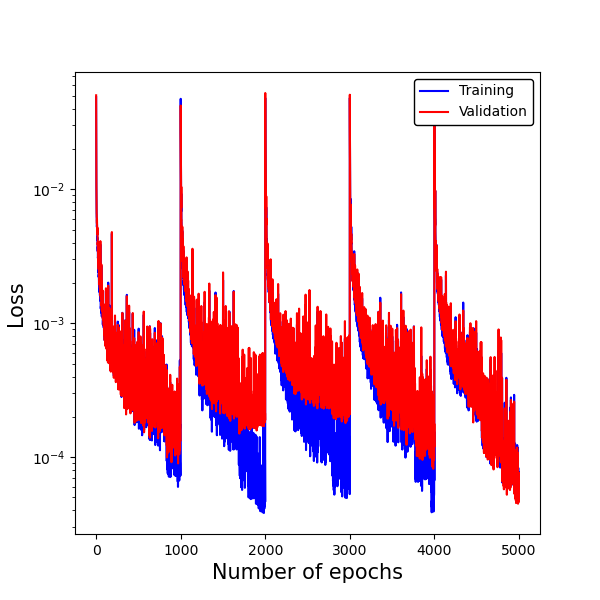 Training
Validation
Loss
10⁻²
10⁻³
10⁻⁴
0 1000 2000 3000 4000 5000
Number of epochs